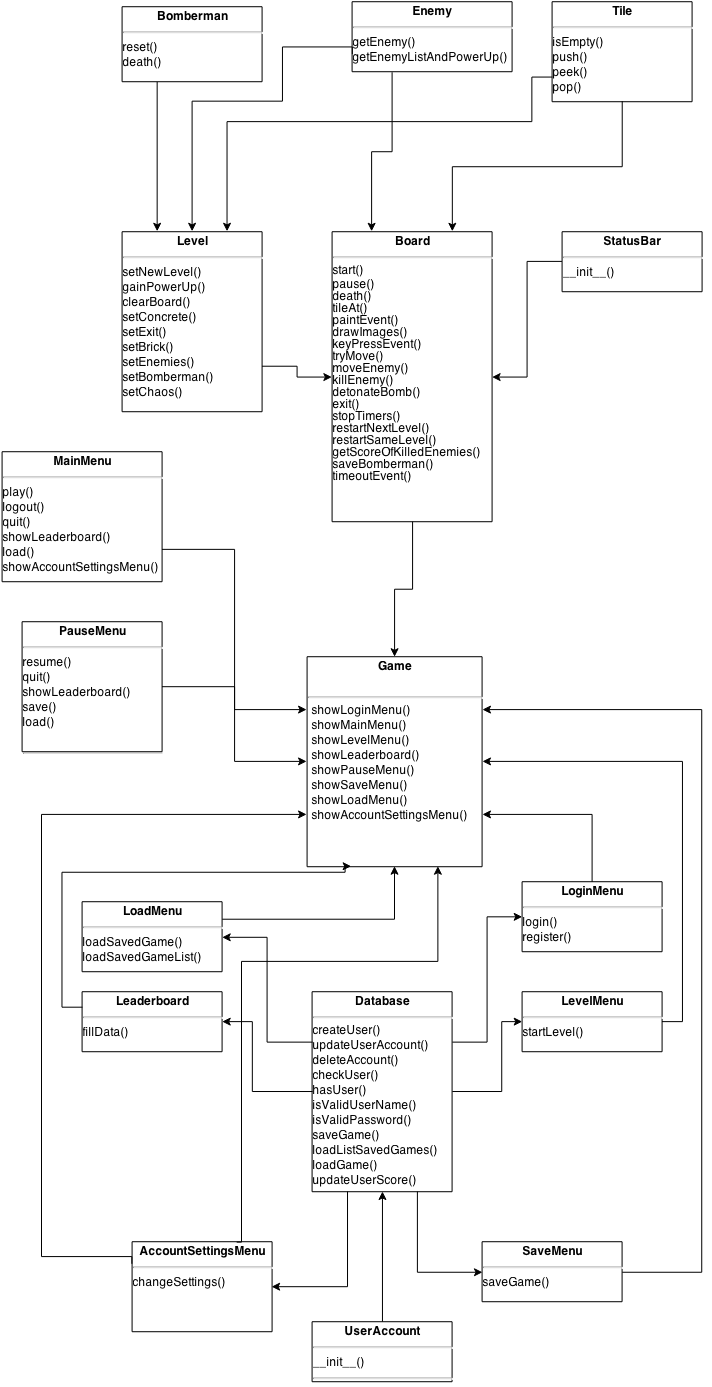 Bomberman
reset()
death()
Enemy
getEnemy()
getEnemyListAndPowerUp()
Tile
isEmpty()
push()
peek()
pop()
Level
setNewLevel()
gainPowerUp()
clearBoard()
setConcrete()
setExit()
setBrick()
setEnemies()
setBomberman()
setChaos()
Board
start()
pause()
death()
tileAt()
paintEvent()
drawImages()
keyPressEvent()
tryMove()
moveEnemy()
killEnemy()
detonateBomb()
exit()
stopTimers()
restartNextLevel()
restartSameLevel()
getScoreOfKilledEnemies()
saveBomberman()
timeoutEvent()
StatusBar
__init__()
MainMenu
play()
logout()
quit()
showLeaderboard()
load()
showAccountSettingsMenu()
PauseMenu
resume()
quit()
showLeaderboard()
save()
load()
Game
showLoginMenu()
showMainMenu()
showLevelMenu()
showLeaderboard()
showPauseMenu()
showSaveMenu()
showLoadMenu()
showAccountSettingsMenu()
LoadMenu
loadSavedGame()
loadSavedGameList()
LoginMenu
login()
register()
Leaderboard
fillData()
Database
createUser()
updateUserAccount()
deleteAccount()
checkUser()
hasUser()
isValidUserName()
isValidPassword()
saveGame()
loadListSavedGames()
loadGame()
updateUserScore()
LevelMenu
startLevel()
AccountSettingsMenu
changeSettings()
SaveMenu
saveGame()
UserAccount
__init__()